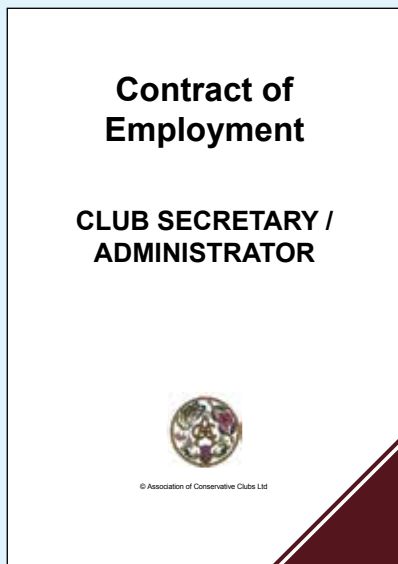 Contract of
Employment
CLUB SECRETARY /
ADMINISTRATOR
© Association of Conservative Clubs Ltd